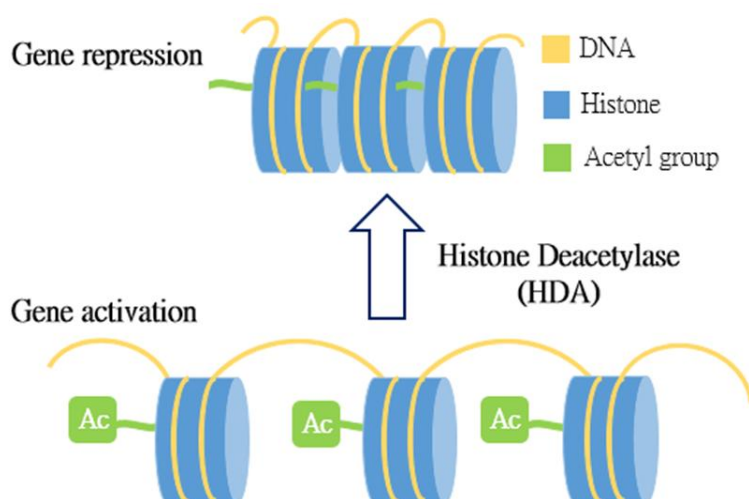 Gene repression
DNA
Histone
Acetyl group
Histone Deacetylase
(HDA)
Gene activation
Ac
Ac
Ac